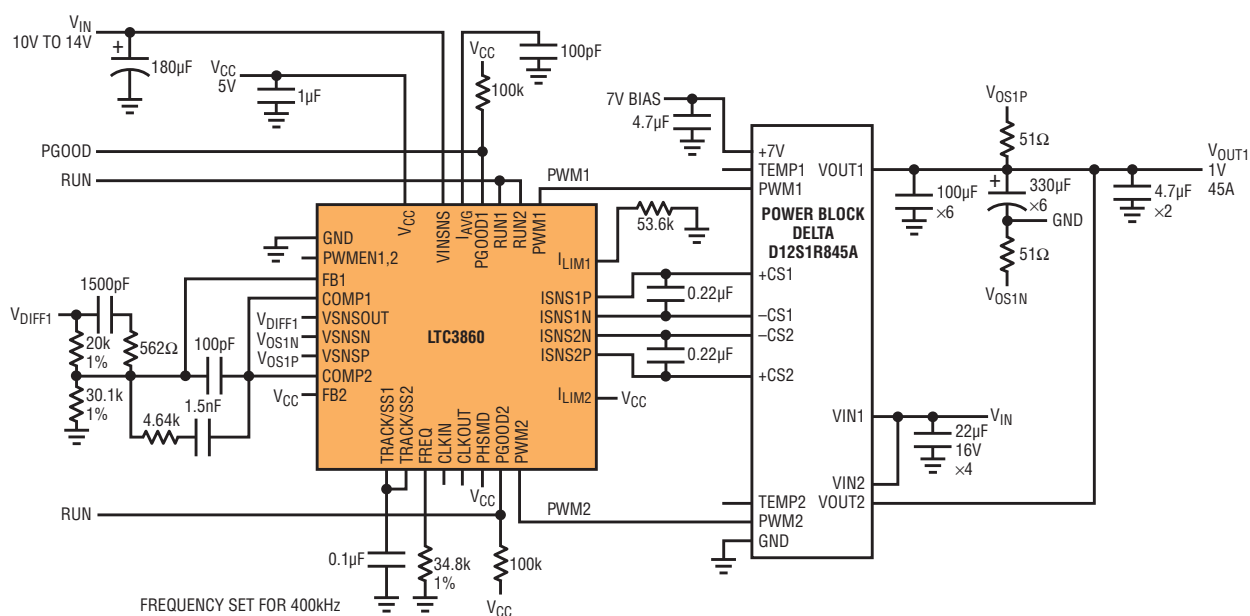 VIN
10V TO 14V
180µF
VCC
5V
1µF
100pF
VCC
100k
PGOOD
RUN
PWM1
7V BIAS
4.7µF
VOS1P
51Ω
VOUT1
1V
45A
100µF
×6
330µF
×6
GND
4.7µF
×2
51Ω
VOS1N
VCC
VINSNS
IAVG
PGOOD1
RUN1
RUN2
PWM1
GND
PWMEN1,2
FB1
COMP1
VSNSOUT
VSNSN
VSNSP
COMP2
FB2
LTC3860
ILIM1
ISNS1P
ISNS1N
ISNS2N
ISNS2P
ILIM2
VCC
53.6k
0.22µF
0.22µF
+7V
TEMP1
PWM1
VOUT1
POWER BLOCK
DELTA
D12S1R845A
+CS1
–CS1
–CS2
+CS2
VIN1
VIN2
TEMP2
VOUT2
PWM2
GND
VIN
22µF
16V
×4
1500pF
VDIFF1
20k
1%
562Ω
100pF
30.1k
1%
4.64k
1.5nF
VDIFF1
VOS1N
VOS1P
VCC
TRACK/SS1
TRACK/SS2
FREQ
CLKIN
CLKOUT
PHSMD
PGOOD2
PWM2
VCC
RUN
PWM2
0.1µF
34.8k
1%
100k
VCC
FREQUENCY SET FOR 400kHz